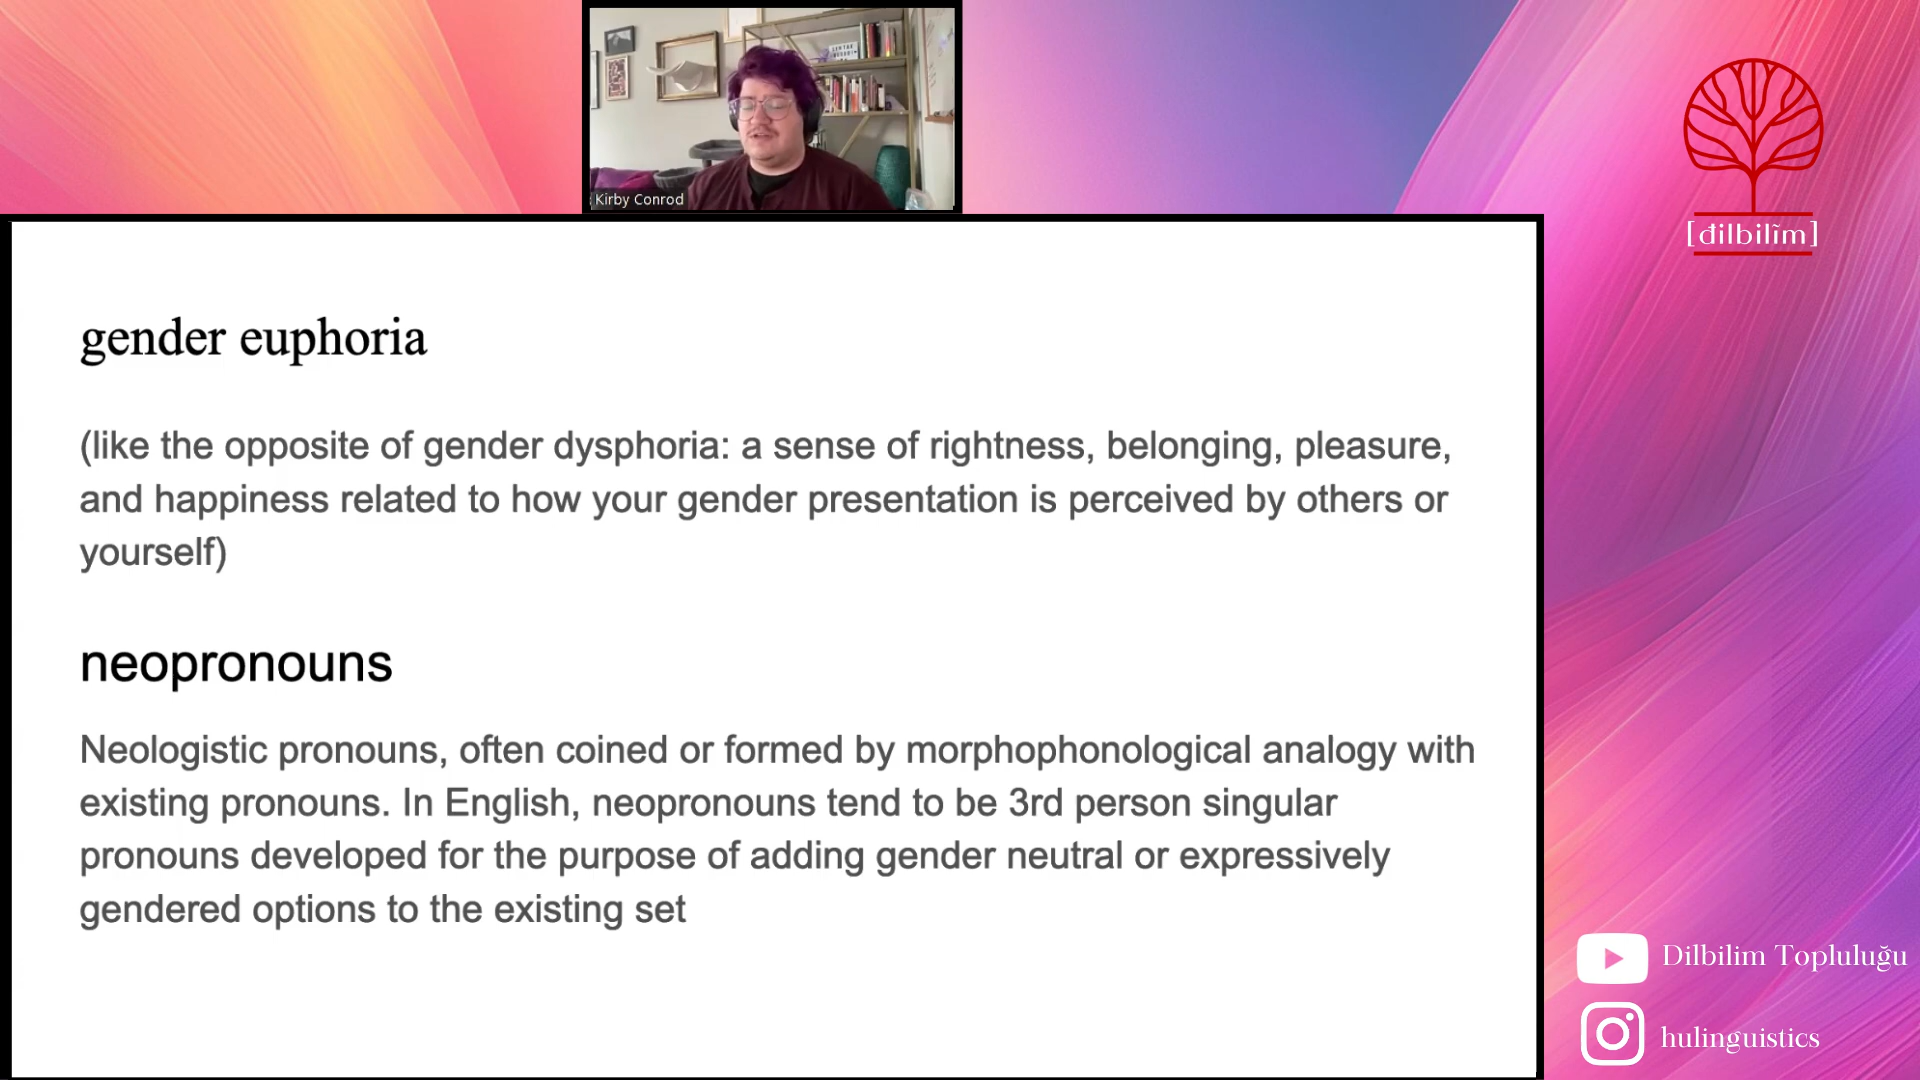 Kirby Conrod
[đilbilĩm]
gender euphoria
(like the opposite of gender dysphoria: a sense of rightness, belonging, pleasure,
and happiness related to how your gender presentation is perceived by others or
yourself)
neopronouns
Neologistic pronouns, often coined or formed by morphophonological analogy with
existing pronouns. In English, neopronouns tend to be 3rd person singular
pronouns developed for the purpose of adding gender neutral or expressively
gendered options to the existing set
Dilbilim Topluluğu
hulinguistics